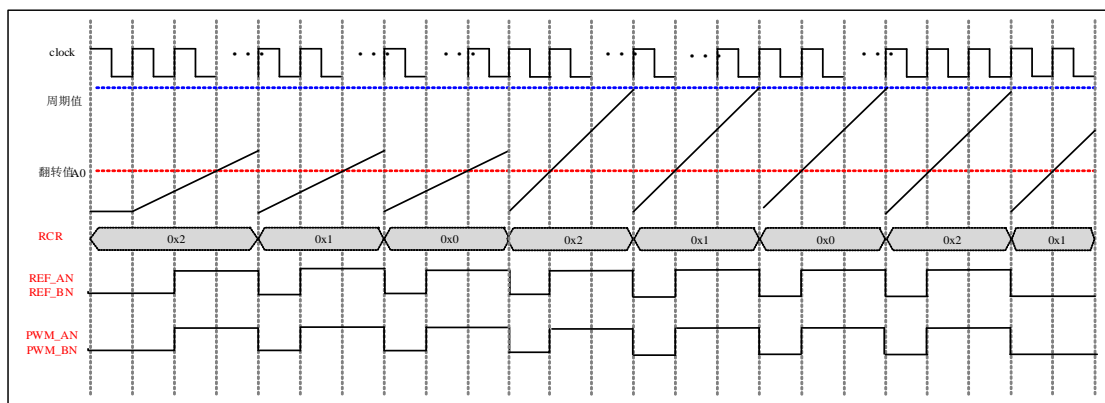 clock
周期值
翻转值A0
RCR
0x2 0x1 0x0 0x2 0x1 0x0 0x2 0x1
REF_AN
REF_BN
PWM_AN
PWM_BN